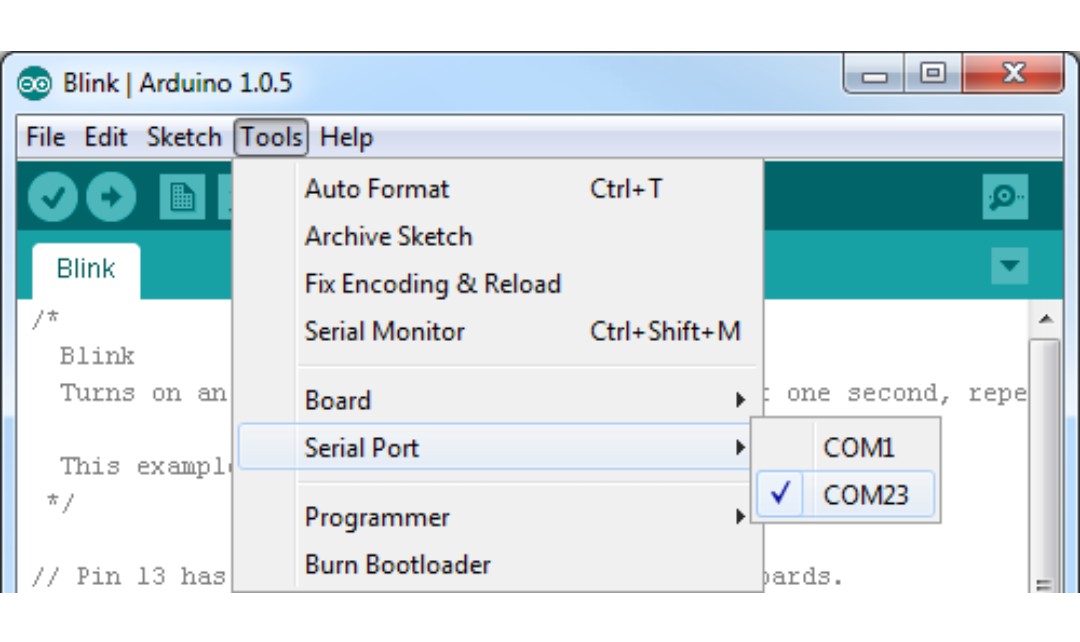 Blink | Arduino 1.0.5
File Edit Sketch Tools Help
Auto Format Ctrl+T
Archive Sketch
Fix Encoding & Reload
Serial Monitor Ctrl+Shift+M
Board
Serial Port
Programmer
Burn Bootloader
COM1
COM23
Blink
/*
Blink
Turns on an one second, repe
This example
*/
// Pin 13 has